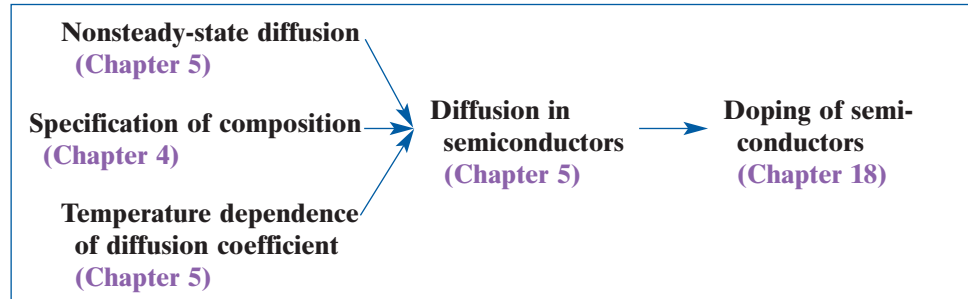 Nonsteady-state diffusion
(Chapter 5)
Specification of composition
(Chapter 4)
Temperature dependence
of diffusion coefficient
(Chapter 5)
Diffusion in
semiconductors
(Chapter 5)
Doping of semi-
conductors
(Chapter 18)